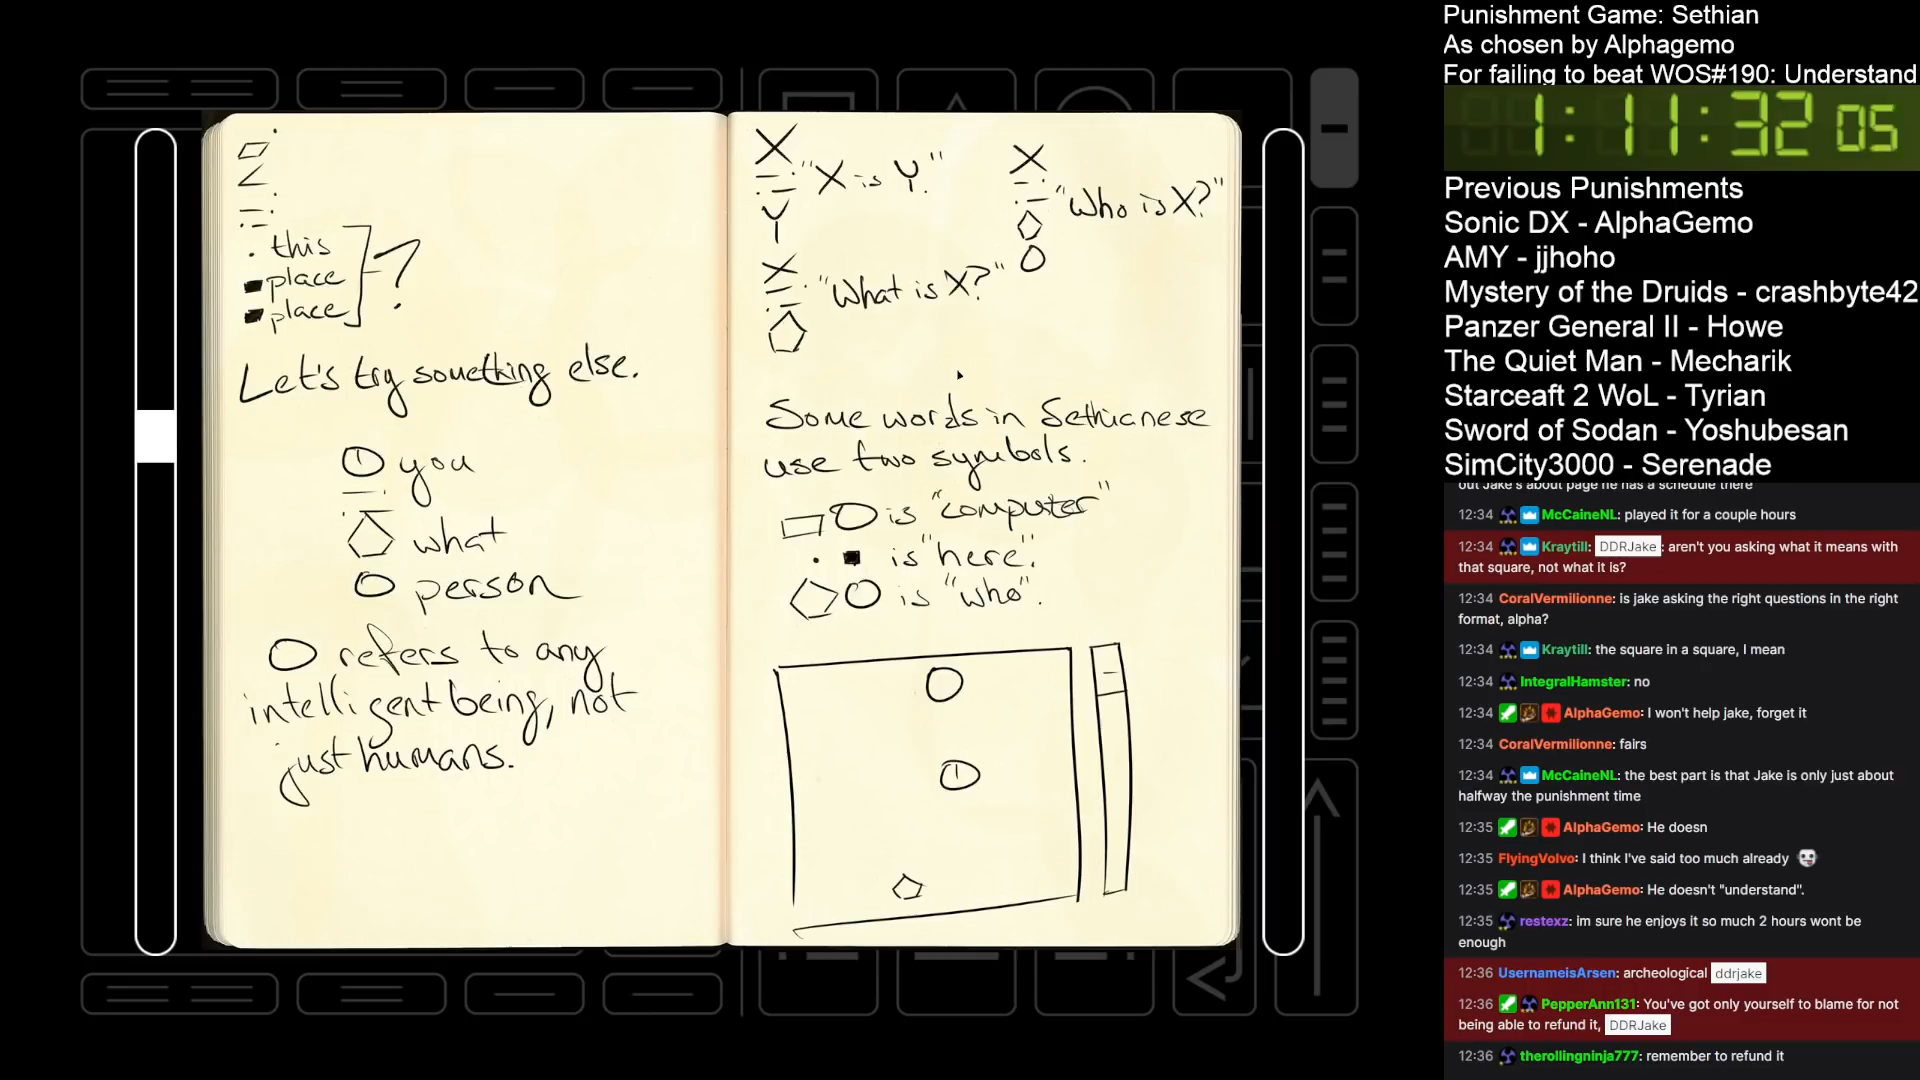 this
place
place
?
Let's try something else.
you
what
person
refers to any
intelligent being, not
just humans.
X
"X is Y."
Y
X
"Who is X?"
X
"What is X?"
Some words in Sethianese
use two symbols.
is "computer"
is "here".
is "who".
Punishment Game: Sethian
As chosen by Alphagemo
For failing to beat WOS#190: Understand
1:11:32 05
Previous Punishments
Sonic DX - AlphaGemo
AMY - jjhoho
Mystery of the Druids - crashbyte42
Panzer General II - Howe
The Quiet Man - Mecharik
Starceaft 2 WoL - Tyrian
Sword of Sodan - Yoshubesan
SimCity3000 - Serenade
out Jake's about page he has a schedule there
12:34 McCaineNL: played it for a couple hours
12:34 Kraytill: DDRJake : aren't you asking what it means with
that square, not what it is?
12:34 CoralVermilionne: is jake asking the right questions in the right
format, alpha?
12:34 Kraytill: the square in a square, I mean
12:34 IntegralHamster: no
12:34 AlphaGemo: I won't help jake, forget it
12:34 CoralVermilionne: fairs
12:34 McCaineNL: the best part is that Jake is only just about
halfway the punishment time
12:35 AlphaGemo: He doesn
12:35 FlyingVolvo: I think I've said too much already
12:35 AlphaGemo: He doesn't "understand".
12:35 restexz: im sure he enjoys it so much 2 hours wont be
enough
12:36 UsernameisArsen: archeological ddrjake
12:36 PepperAnn131: You've got only yourself to blame for not
being able to refund it, DDRJake
12:36 therollingninja777: remember to refund it